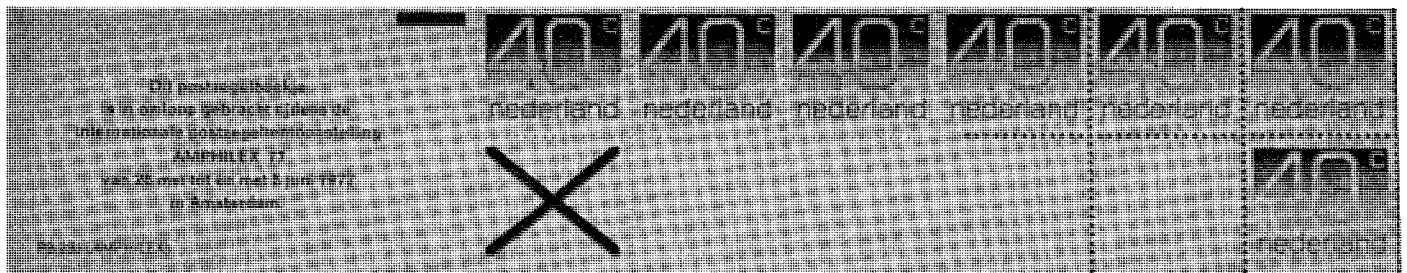 Dit postzegelboekje
is in omloop gebracht tijdens de
Internationale postzegeltentoonstelling
AMPHILEX '77
van 26 mei tot en met 5 juni 1977
in Amsterdam
40c 40c 40c 40c 40c 40c
nederland nederland nederland nederland nederland nederland
40c
nederland